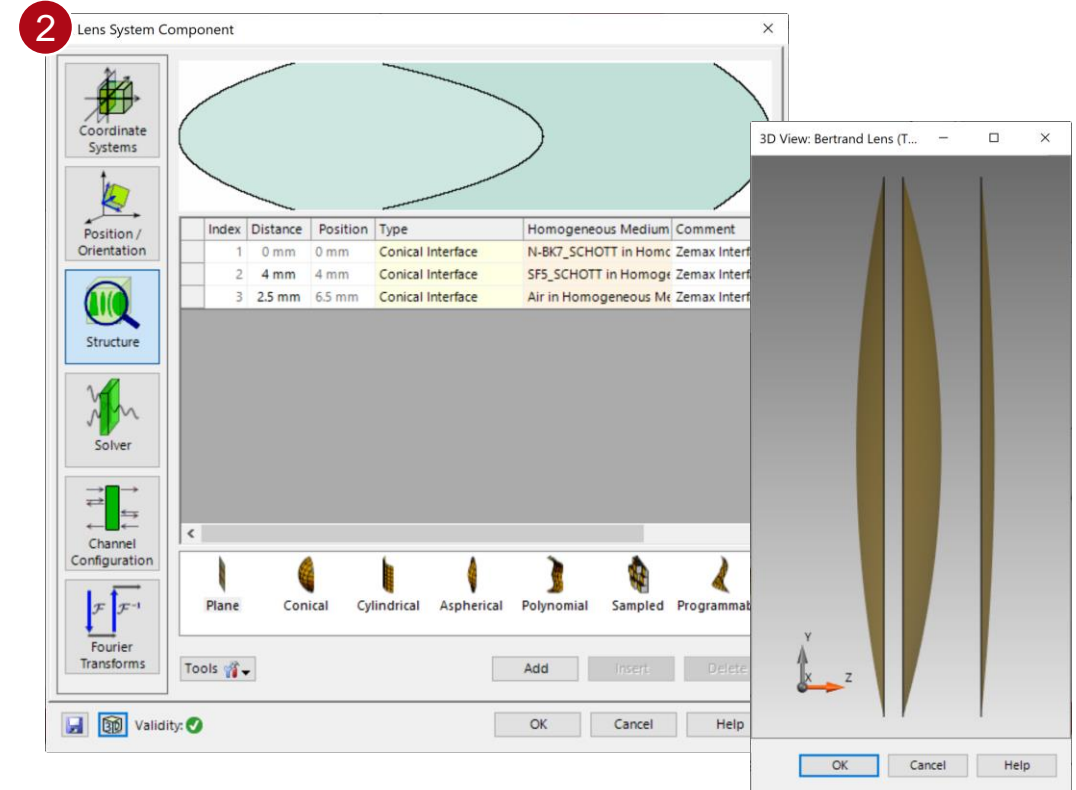 2
Lens System Component
Coordinate
Systems
Position /
Orientation
Structure
Solver
Channel
Configuration
Fourier
Transforms
Index Distance Position Type Homogeneous Medium Comment
1 0 mm 0 mm Conical Interface N-BK7_SCHOTT in Homc Zemax Interf
2 4 mm 4 mm Conical Interface SF5_SCHOTT in Homoge Zemax Interf
3 2.5 mm 6.5 mm Conical Interface Air in Homogeneous Me Zemax Interf
Plane Conical Cylindrical Aspherical Polynomial Sampled Programmab
Tools Add Insert Delete
3D Validity: OK Cancel Help
3D View: Bertrand Lens (T...
Y
X Z
OK Cancel Help